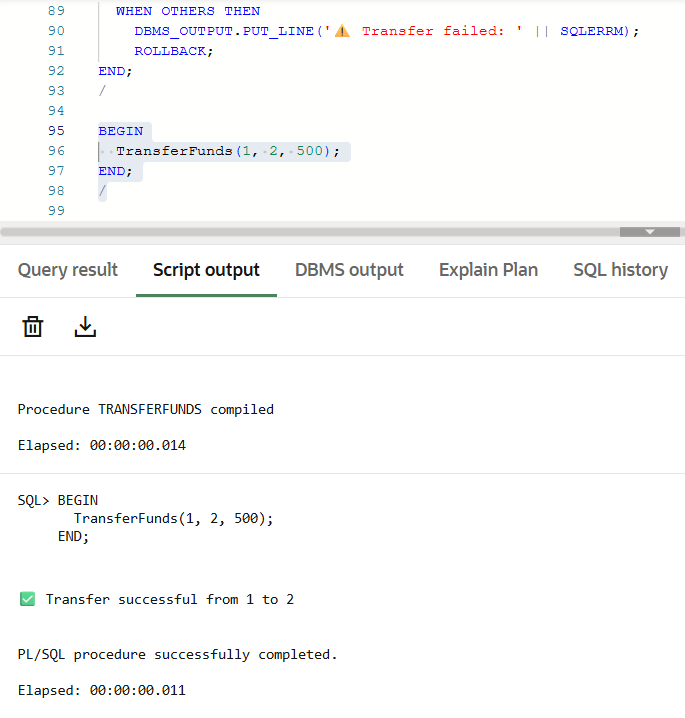 89 WHEN OTHERS THEN
90 DBMS_OUTPUT.PUT_LINE('⚠️ Transfer failed: ' || SQLERRM);
91 ROLLBACK;
92 END;
93 /
94
95 BEGIN
96 TransferFunds(1, 2, 500);
97 END;
98 /
99
Query result Script output DBMS output Explain Plan SQL history
Procedure TRANSFERFUNDS compiled
Elapsed: 00:00:00.014
SQL> BEGIN
TransferFunds(1, 2, 500);
END;
✅ Transfer successful from 1 to 2
PL/SQL procedure successfully completed.
Elapsed: 00:00:00.011